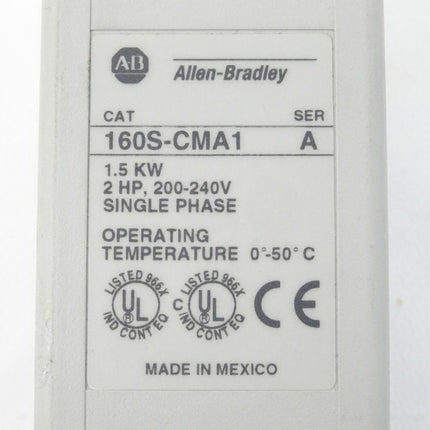 AB
Allen-Bradley
CAT SER
160S-CMA1 A
1.5 KW
2 HP, 200-240V
SINGLE PHASE
OPERATING
TEMPERATURE 0°-50° C
LISTED 966X
UL
®
IND CONT EQ
C
LISTED 966X
UL
®
IND CONT EQ
CE
MADE IN MEXICO